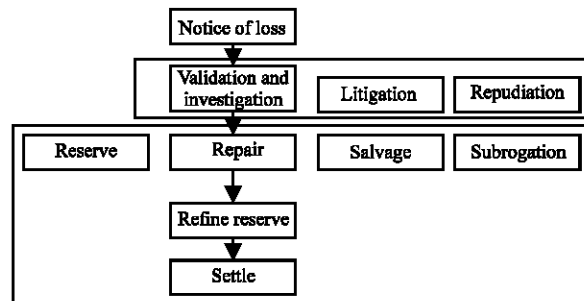 Notice of loss
Validation and
investigation
Litigation
Repudiation
Reserve
Repair
Salvage
Subrogation
Refine reserve
Settle